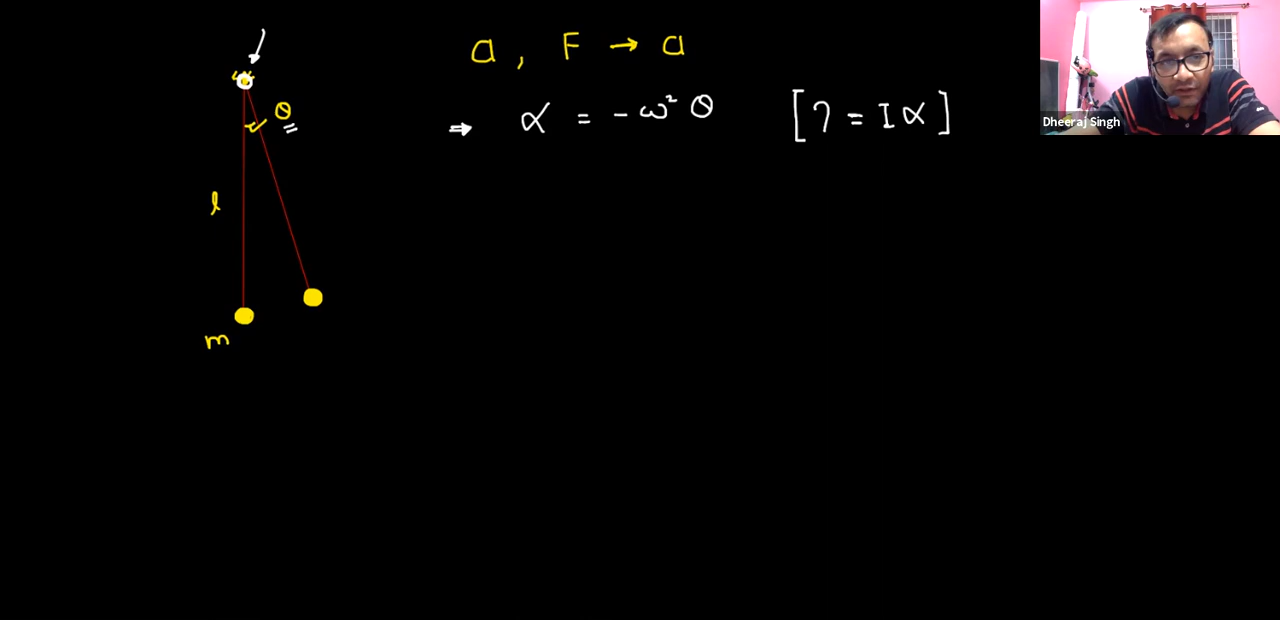 a , F → a
θ
⇒ α = - ω² θ [τ = I α]
l
m
Dheeraj Singh